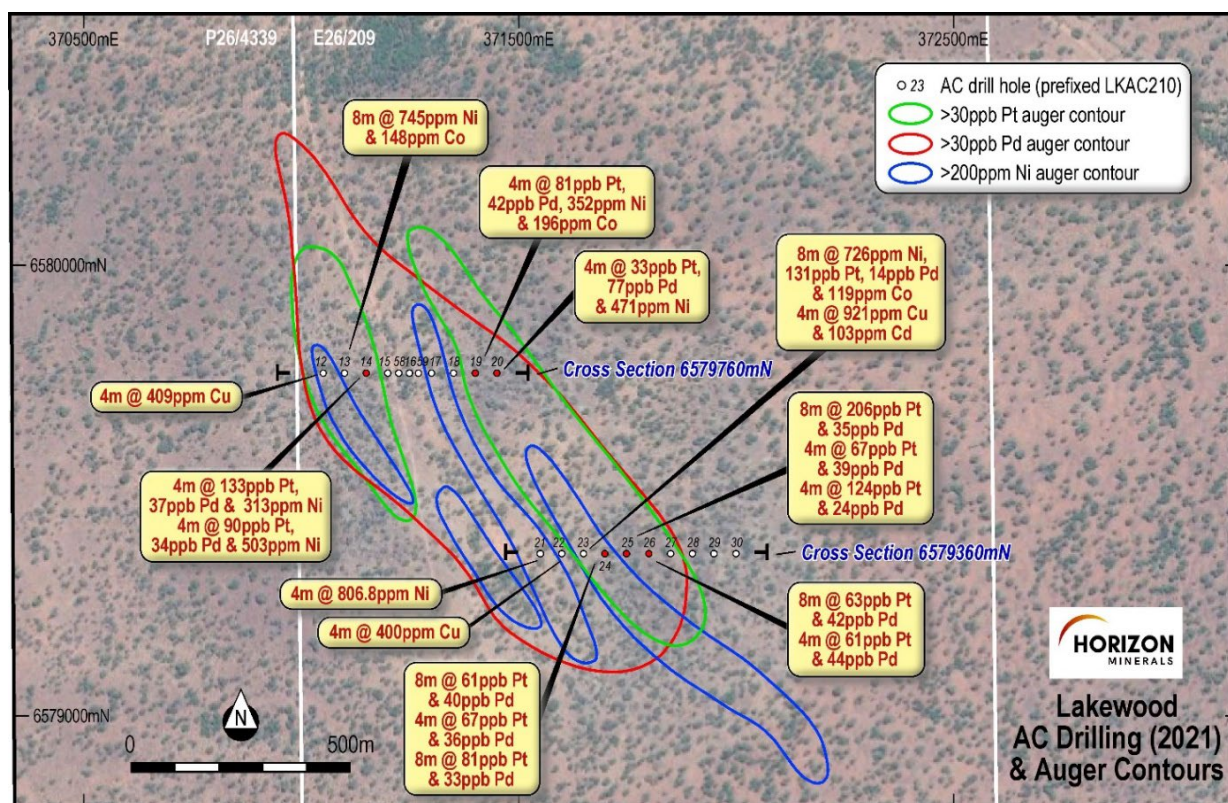 370500mE
P26/4339
E26/209
371500mE
372500mE
23 AC drill hole (prefixed LKAC210)
>30ppb Pt auger contour
>30ppb Pd auger contour
>200ppm Ni auger contour
8m @ 745ppm Ni
& 148ppm Co
4m @ 81ppb Pt,
42ppb Pd, 352ppm Ni
& 196ppm Co
4m @ 33ppb Pt,
77ppb Pd
& 471ppm Ni
8m @ 726ppm Ni,
131ppb Pt, 14ppb Pd
& 119ppm Co
4m @ 921ppm Cu
& 103ppm Cd
6580000mN
12 13 14 15 58 16 59 17 18 19 20
Cross Section 6579760mN
4m @ 409ppm Cu
4m @ 133ppb Pt,
37ppb Pd & 313ppm Ni
4m @ 90ppb Pt,
34ppb Pd & 503ppm Ni
8m @ 206ppb Pt
& 35ppb Pd
4m @ 67ppb Pt
& 39ppb Pd
4m @ 124ppb Pt
& 24ppb Pd
21 22 23 24 25 26 27 28 29 30
Cross Section 6579360mN
4m @ 806.8ppm Ni
4m @ 400ppm Cu
8m @ 63ppb Pt
& 42ppb Pd
4m @ 61ppb Pt
& 44ppb Pd
8m @ 61ppb Pt
& 40ppb Pd
4m @ 67ppb Pt
& 36ppb Pd
8m @ 81ppb Pt
& 33ppb Pd
6579000mN
N
0 500m
HORIZON
MINERALS
Lakewood
AC Drilling (2021)
& Auger Contours